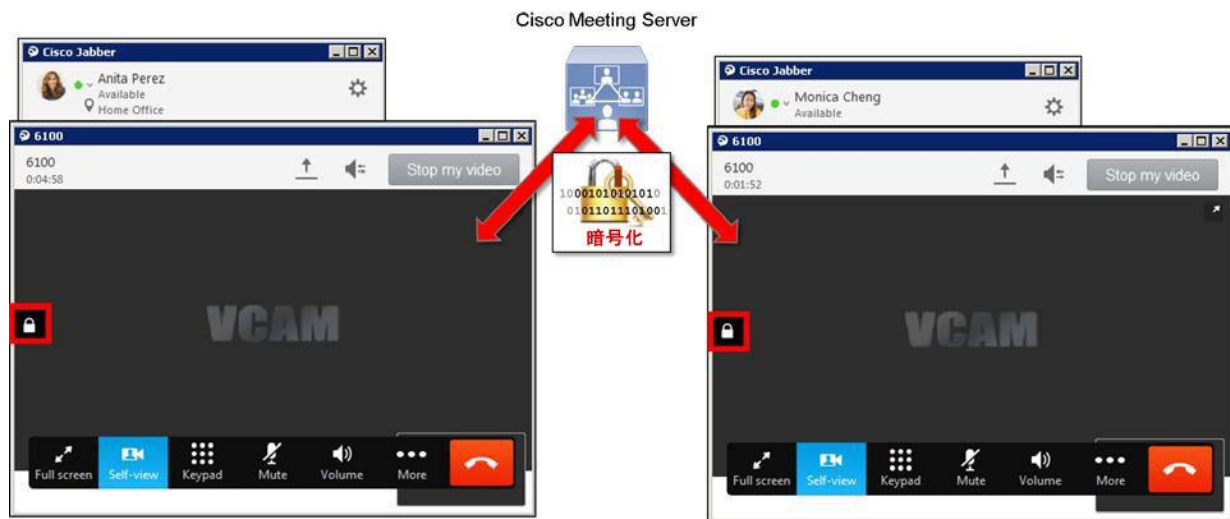 Cisco Meeting Server
Cisco Jabber
Anita Perez
Available
Home Office
6100
6100
0:04:58
Stop my video
VCAM
Full screen
Self-view
Keypad
Mute
Volume
More
1000101010101010
01011011101001
暗号化
Cisco Jabber
Monica Cheng
Available
6100
6100
0:01:52
Stop my video
VCAM
Full screen
Self-view
Keypad
Mute
Volume
More